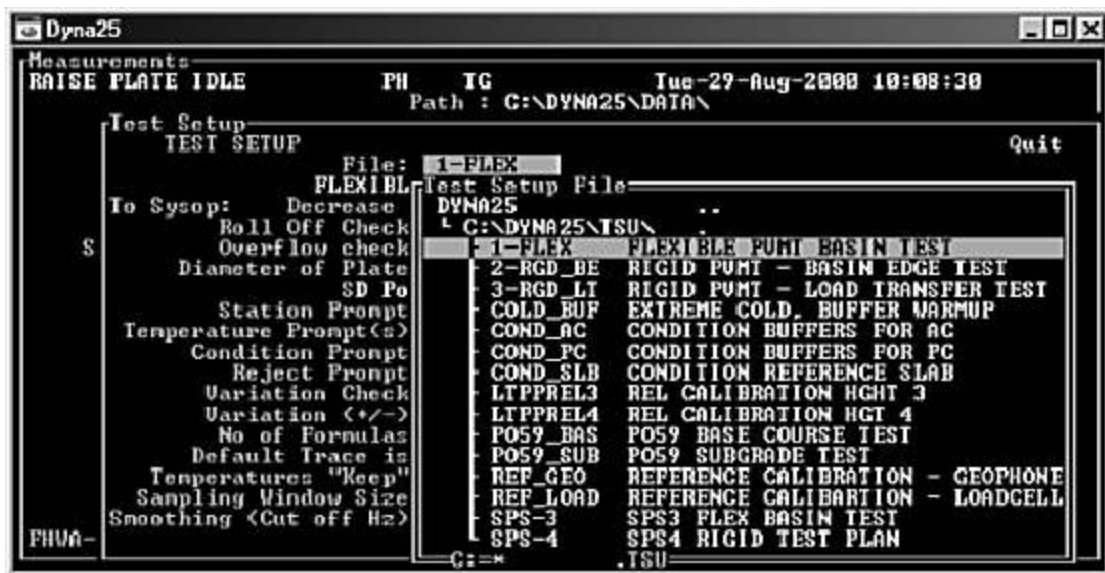 Dyna25
Measurements
RAISE PLATE IDLE PH TG Tue-29-Aug-2000 10:08:30
Path : C:\DYNA25\DATA\
Test Setup
TEST SETUP Quit
File: 1-FLEX
FLEXIBL Test Setup File
To Sysop: Decrease DYNA25 ..
Roll Off Check C:\DYNA25\TSU\ .
S Overflow check 1-FLEX FLEXIBLE PVMT BASIN TEST
Diameter of Plate 2-RGD_BE RIGID PVMT - BASIN EDGE TEST
SD Po 3-RGD_LT RIGID PVMT - LOAD TRANSFER TEST
Station Prompt COLD_BUF EXTREME COLD. BUFFER WARMUP
Temperature Prompt(s) COND_AC CONDITION BUFFERS FOR AC
Condition Prompt COND_PC CONDITION BUFFERS FOR PC
Reject Prompt COND_SLB CONDITION REFERENCE SLAB
Variation Check LTPPREL3 REL CALIBRATION HGHT 3
Variation (+/-) LTPPREL4 REL CALIBRATION HGT 4
No of Formulas PO59_BAS PO59 BASE COURSE TEST
Default Trace is PO59_SUB PO59 SUBGRADE TEST
Temperatures "Keep" REF_GEO REFERENCE CALIBRATION - GEOPHONE
Sampling Window Size REF_LOAD REFERENCE CALIBARTION - LOADCELL
Smoothing (Cut off Hz) SPS-3 SPS3 FLEX BASIN TEST
FHWA- SPS-4 SPS4 RIGID TEST PLAN
C:=* .TSU